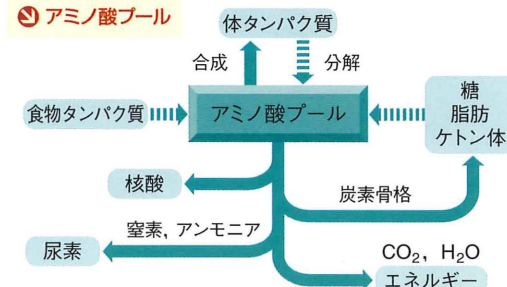 アミノ酸プール
体タンパク質
合成
分解
食物タンパク質
アミノ酸プール
糖
脂肪
ケトン体
核酸
炭素骨格
窒素, アンモニア
尿素
CO₂, H₂O
エネルギー